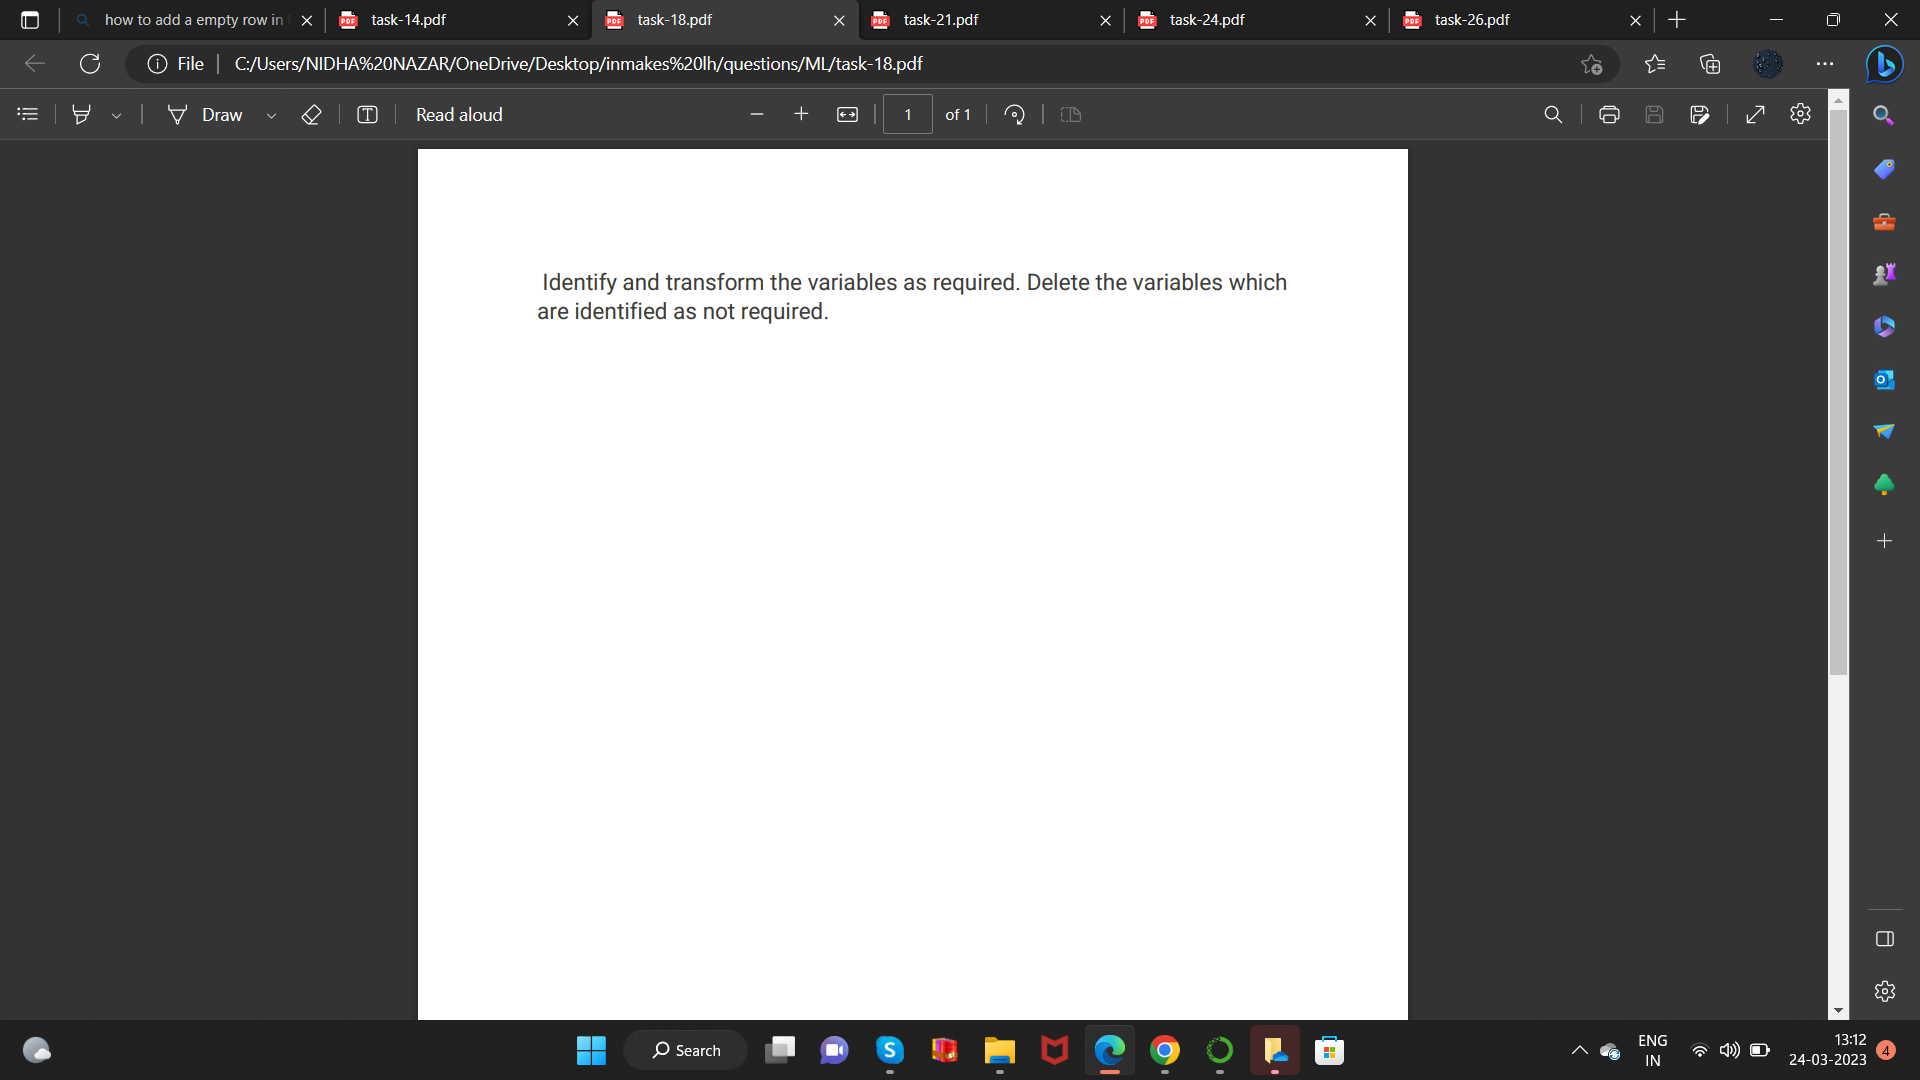 how to add a empty row in
task-14.pdf
task-18.pdf
task-21.pdf
task-24.pdf
task-26.pdf
File
C:/Users/NIDHA%20NAZAR/OneDrive/Desktop/inmakes%20lh/questions/ML/task-18.pdf
Draw
Read aloud
1
of 1
Identify and transform the variables as required. Delete the variables which
are identified as not required.
Search
ENG
IN
13:12
24-03-2023
4